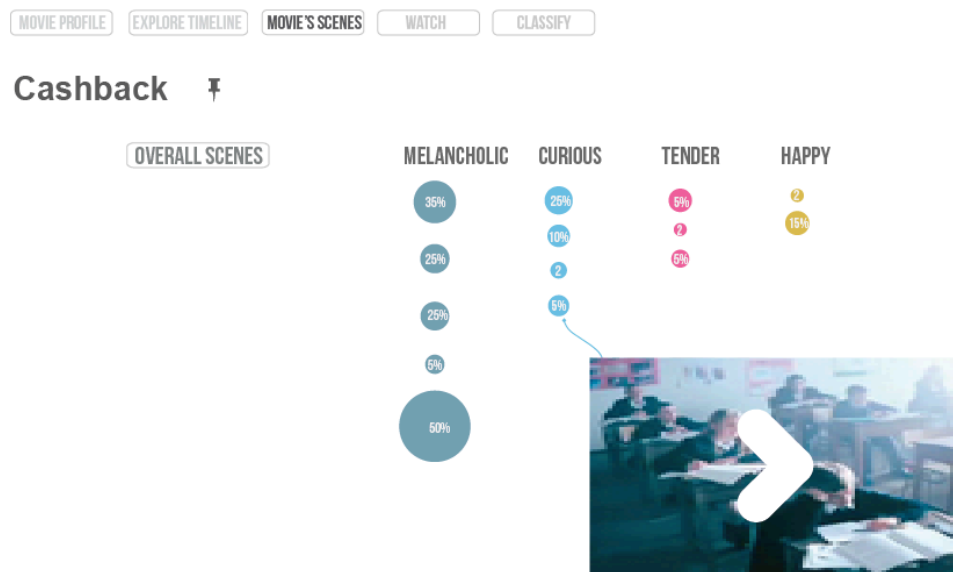 MOVIE PROFILE EXPLORE TIMELINE MOVIE'S SCENES WATCH CLASSIFY
Cashback
OVERALL SCENES MELANCHOLIC CURIOUS TENDER HAPPY
35% 25% 5% 2
25% 10% 2 15%
25% 2 5%
5% 5%
50%